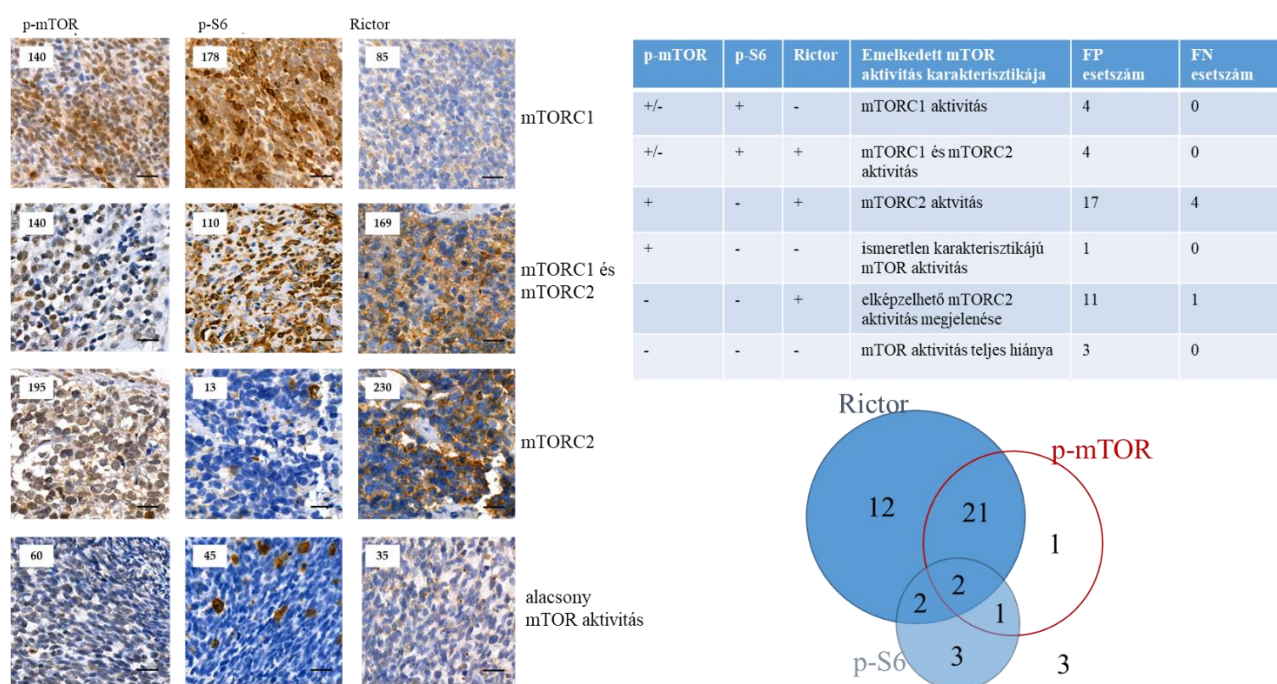 p-mTOR
p-S6
Rictor
140
178
85
mTORC1
140
110
169
mTORC1 és
mTORC2
195
13
230
mTORC2
60
45
35
alacsony
mTOR aktivitás
p-mTOR p-S6 Rictor Emelkedett mTOR aktivitás karakterisztikája FP esetszám FN esetszám
+/- + - mTORC1 aktivitás 4 0
+/- + + mTORC1 és mTORC2 aktivitás 4 0
+ - + mTORC2 aktvitás 17 4
+ - - ismeretlen karakterisztikájú mTOR aktivitás 1 0
- - + elképzelhető mTORC2 aktivitás megjelenése 11 1
- - - mTOR aktivitás teljes hiánya 3 0
Rictor
p-mTOR
12
21
1
2
2
1
p-S6
3
3